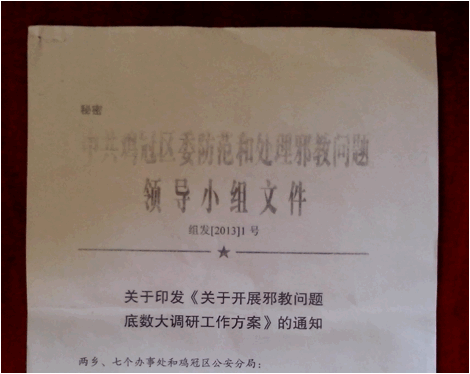 秘密
中共鸡冠区委防范和处理邪教问题
领导小组文件
组发[2013]1 号
关于印发《关于开展邪教问题
底数大调研工作方案》的通知
两乡、七个办事处和鸡冠区公安分局：